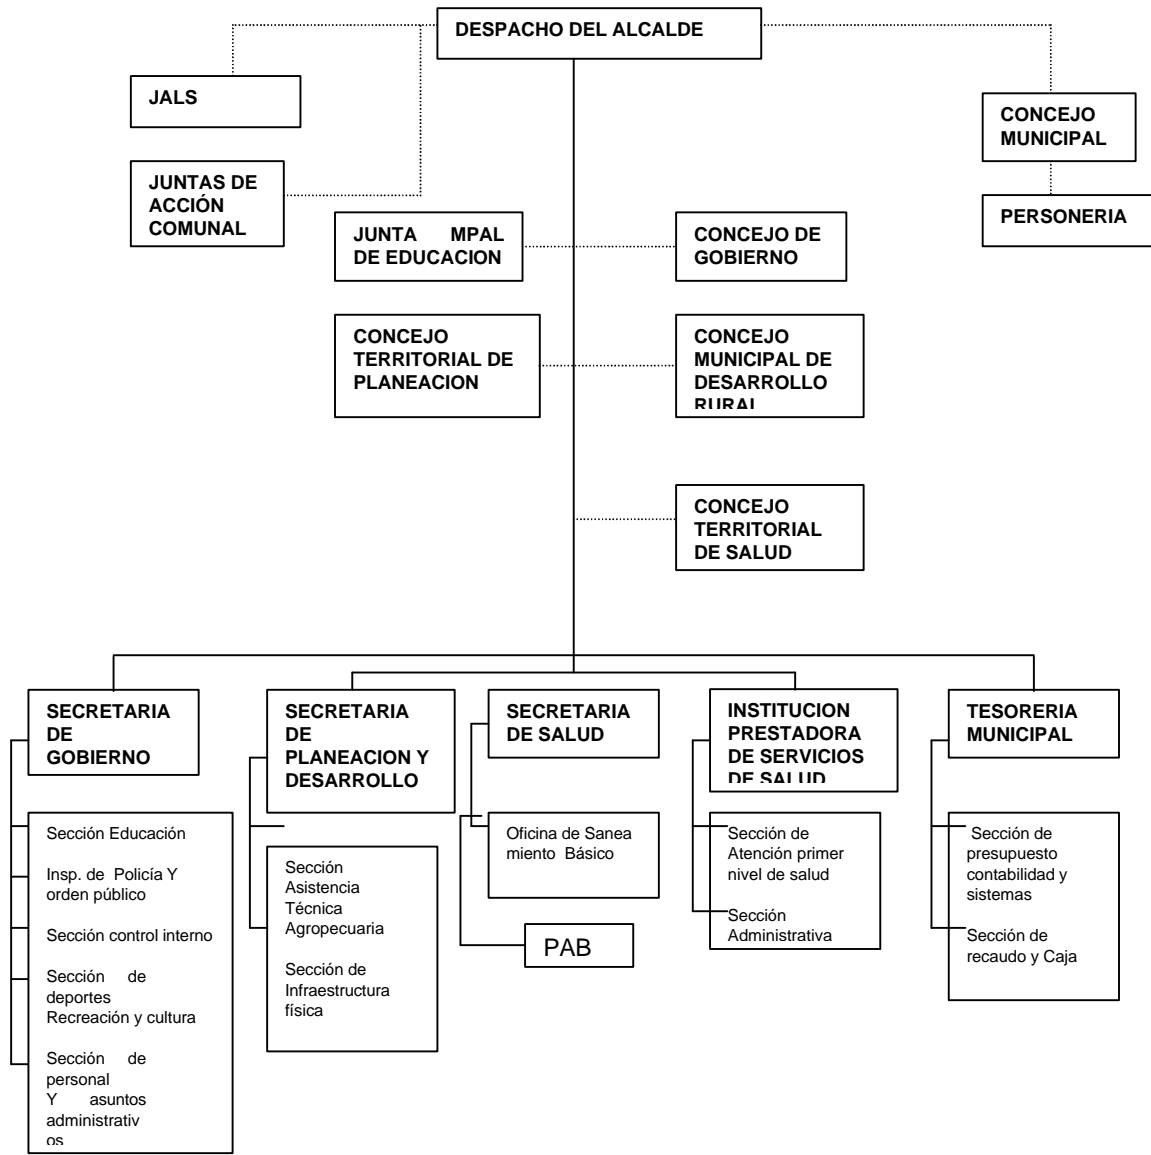 DESPACHO DEL ALCALDE
JALS
CONCEJO
MUNICIPAL
JUNTAS DE
ACCIÓN
COMUNAL
PERSONERIA
JUNTA MPAL
DE EDUCACION
CONCEJO DE
GOBIERNO
CONCEJO
TERRITORIAL DE
PLANEACION
CONCEJO
MUNICIPAL DE
DESARROLLO
RURAL
CONCEJO
TERRITORIAL
DE SALUD
SECRETARIA
DE
GOBIERNO
SECRETARIA
DE
PLANEACION Y
DESARROLLO
SECRETARIA
DE SALUD
INSTITUCION
PRESTADORA
DE SERVICIOS
DE SALUD
TESORERIA
MUNICIPAL
Sección Educación
Insp. de Policía Y
orden público
Sección control interno
Sección de
deportes
Recreación y cultura
Sección de
personal
Y asuntos
administrativ
os
Sección
Asistencia
Técnica
Agropecuaria
Sección de
Infraestructura
física
Oficina de Sanea
miento Básico
PAB
Sección de
Atención primer
nivel de salud
Sección
Administrativa
Sección de
presupuesto
contabilidad y
sistemas
Sección de
recaudo y Caja